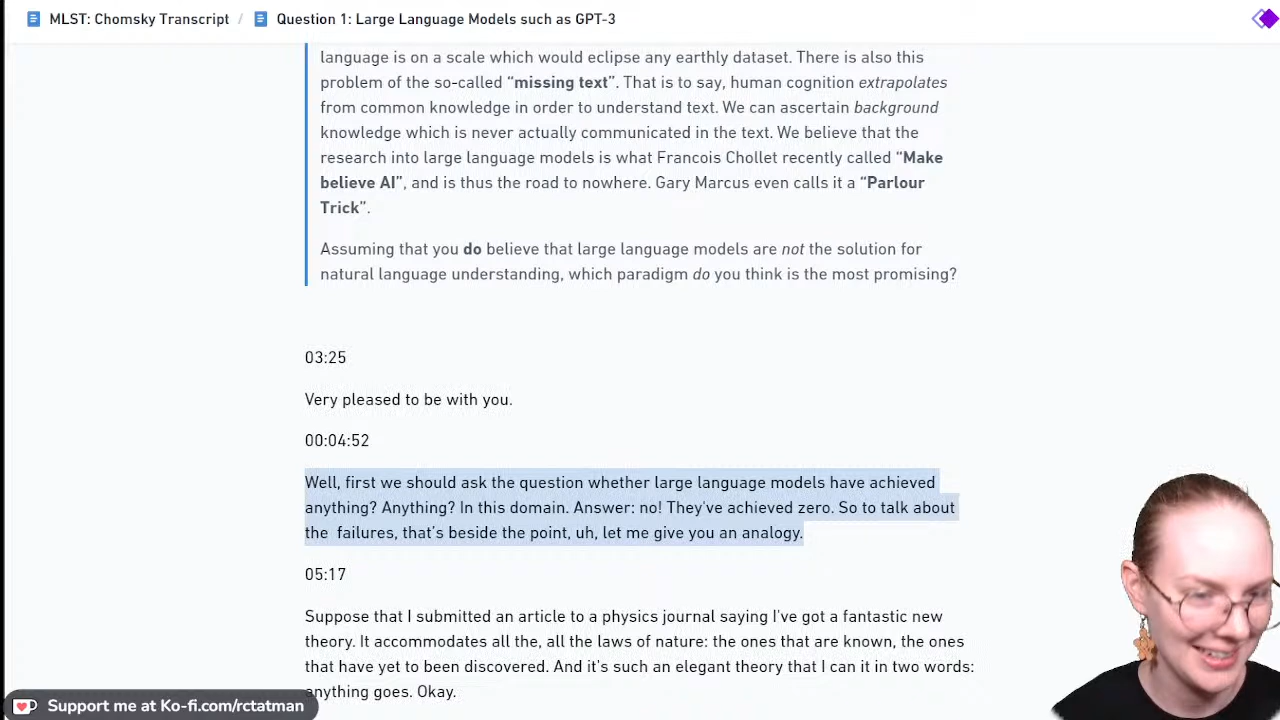 MLST: Chomsky Transcript / Question 1: Large Language Models such as GPT-3
language is on a scale which would eclipse any earthly dataset. There is also this
problem of the so-called “missing text”. That is to say, human cognition extrapolates
from common knowledge in order to understand text. We can ascertain background
knowledge which is never actually communicated in the text. We believe that the
research into large language models is what Francois Chollet recently called “Make
believe AI”, and is thus the road to nowhere. Gary Marcus even calls it a “Parlour
Trick”.
Assuming that you do believe that large language models are not the solution for
natural language understanding, which paradigm do you think is the most promising?
03:25
Very pleased to be with you.
00:04:52
Well, first we should ask the question whether large language models have achieved
anything? Anything? In this domain. Answer: no! They've achieved zero. So to talk about
the  failures, that’s beside the point, uh, let me give you an analogy.
05:17
Suppose that I submitted an article to a physics journal saying I've got a fantastic new
theory. It accommodates all the, all the laws of nature: the ones that are known, the ones
that have yet to been discovered. And it's such an elegant theory that I can it in two words:
anything goes. Okay.
Support me at Ko-fi.com/rctatman